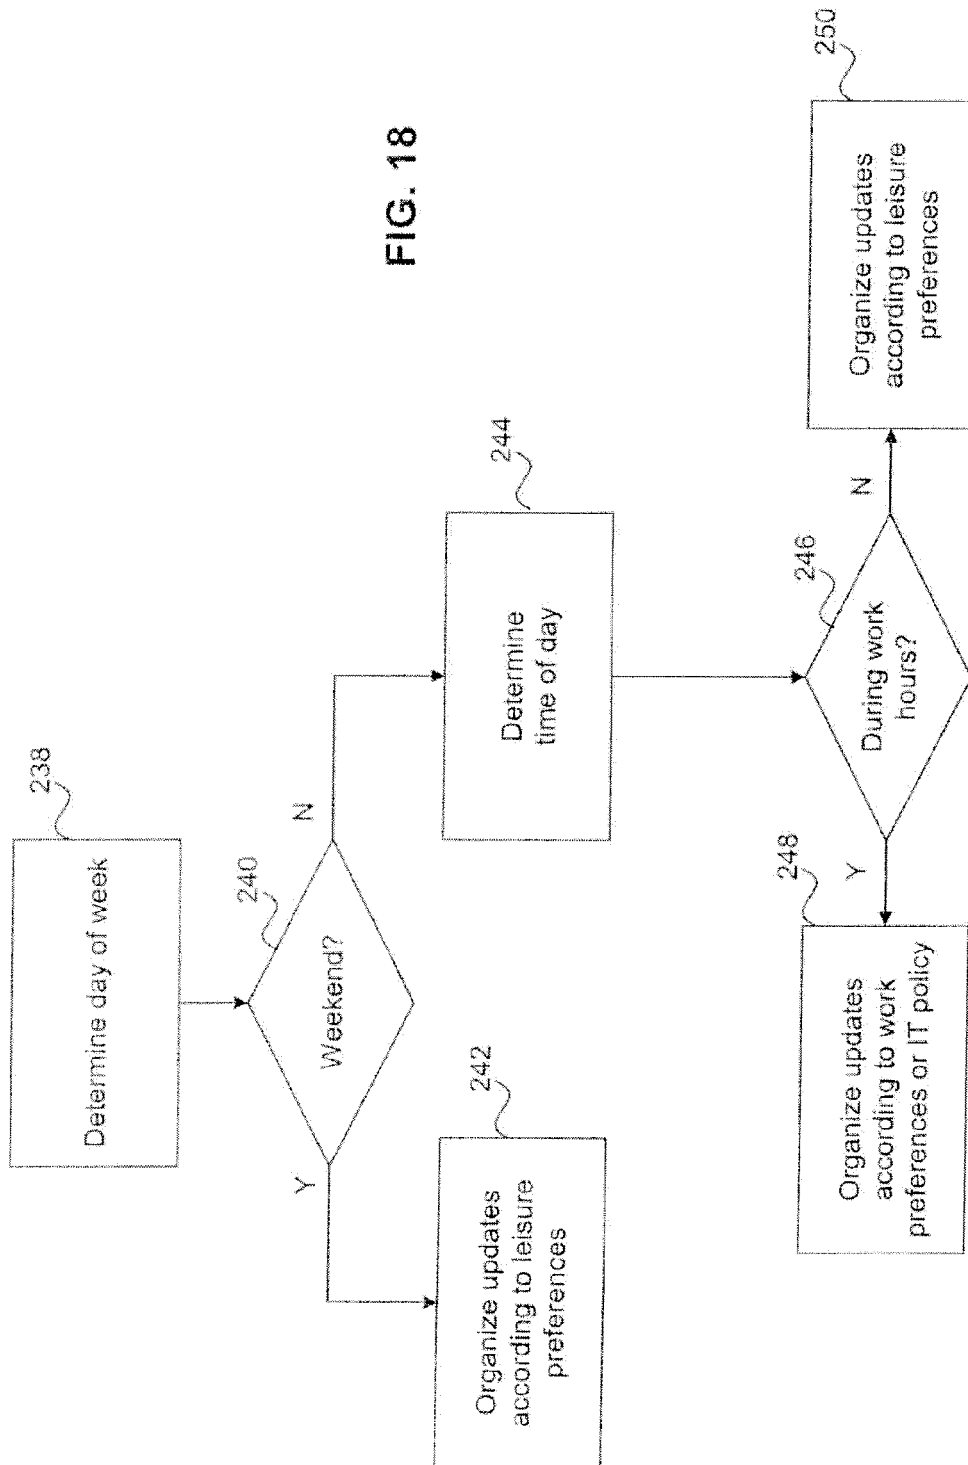 238
Determine day of week
240
Weekend?
Y
N
242
Organize updates
according to leisure
preferences
244
Determine
time of day
246
During work
hours?
Y
N
248
Organize updates
according to work
preferences or IT policy
250
Organize updates
according to leisure
preferences
FIG. 18